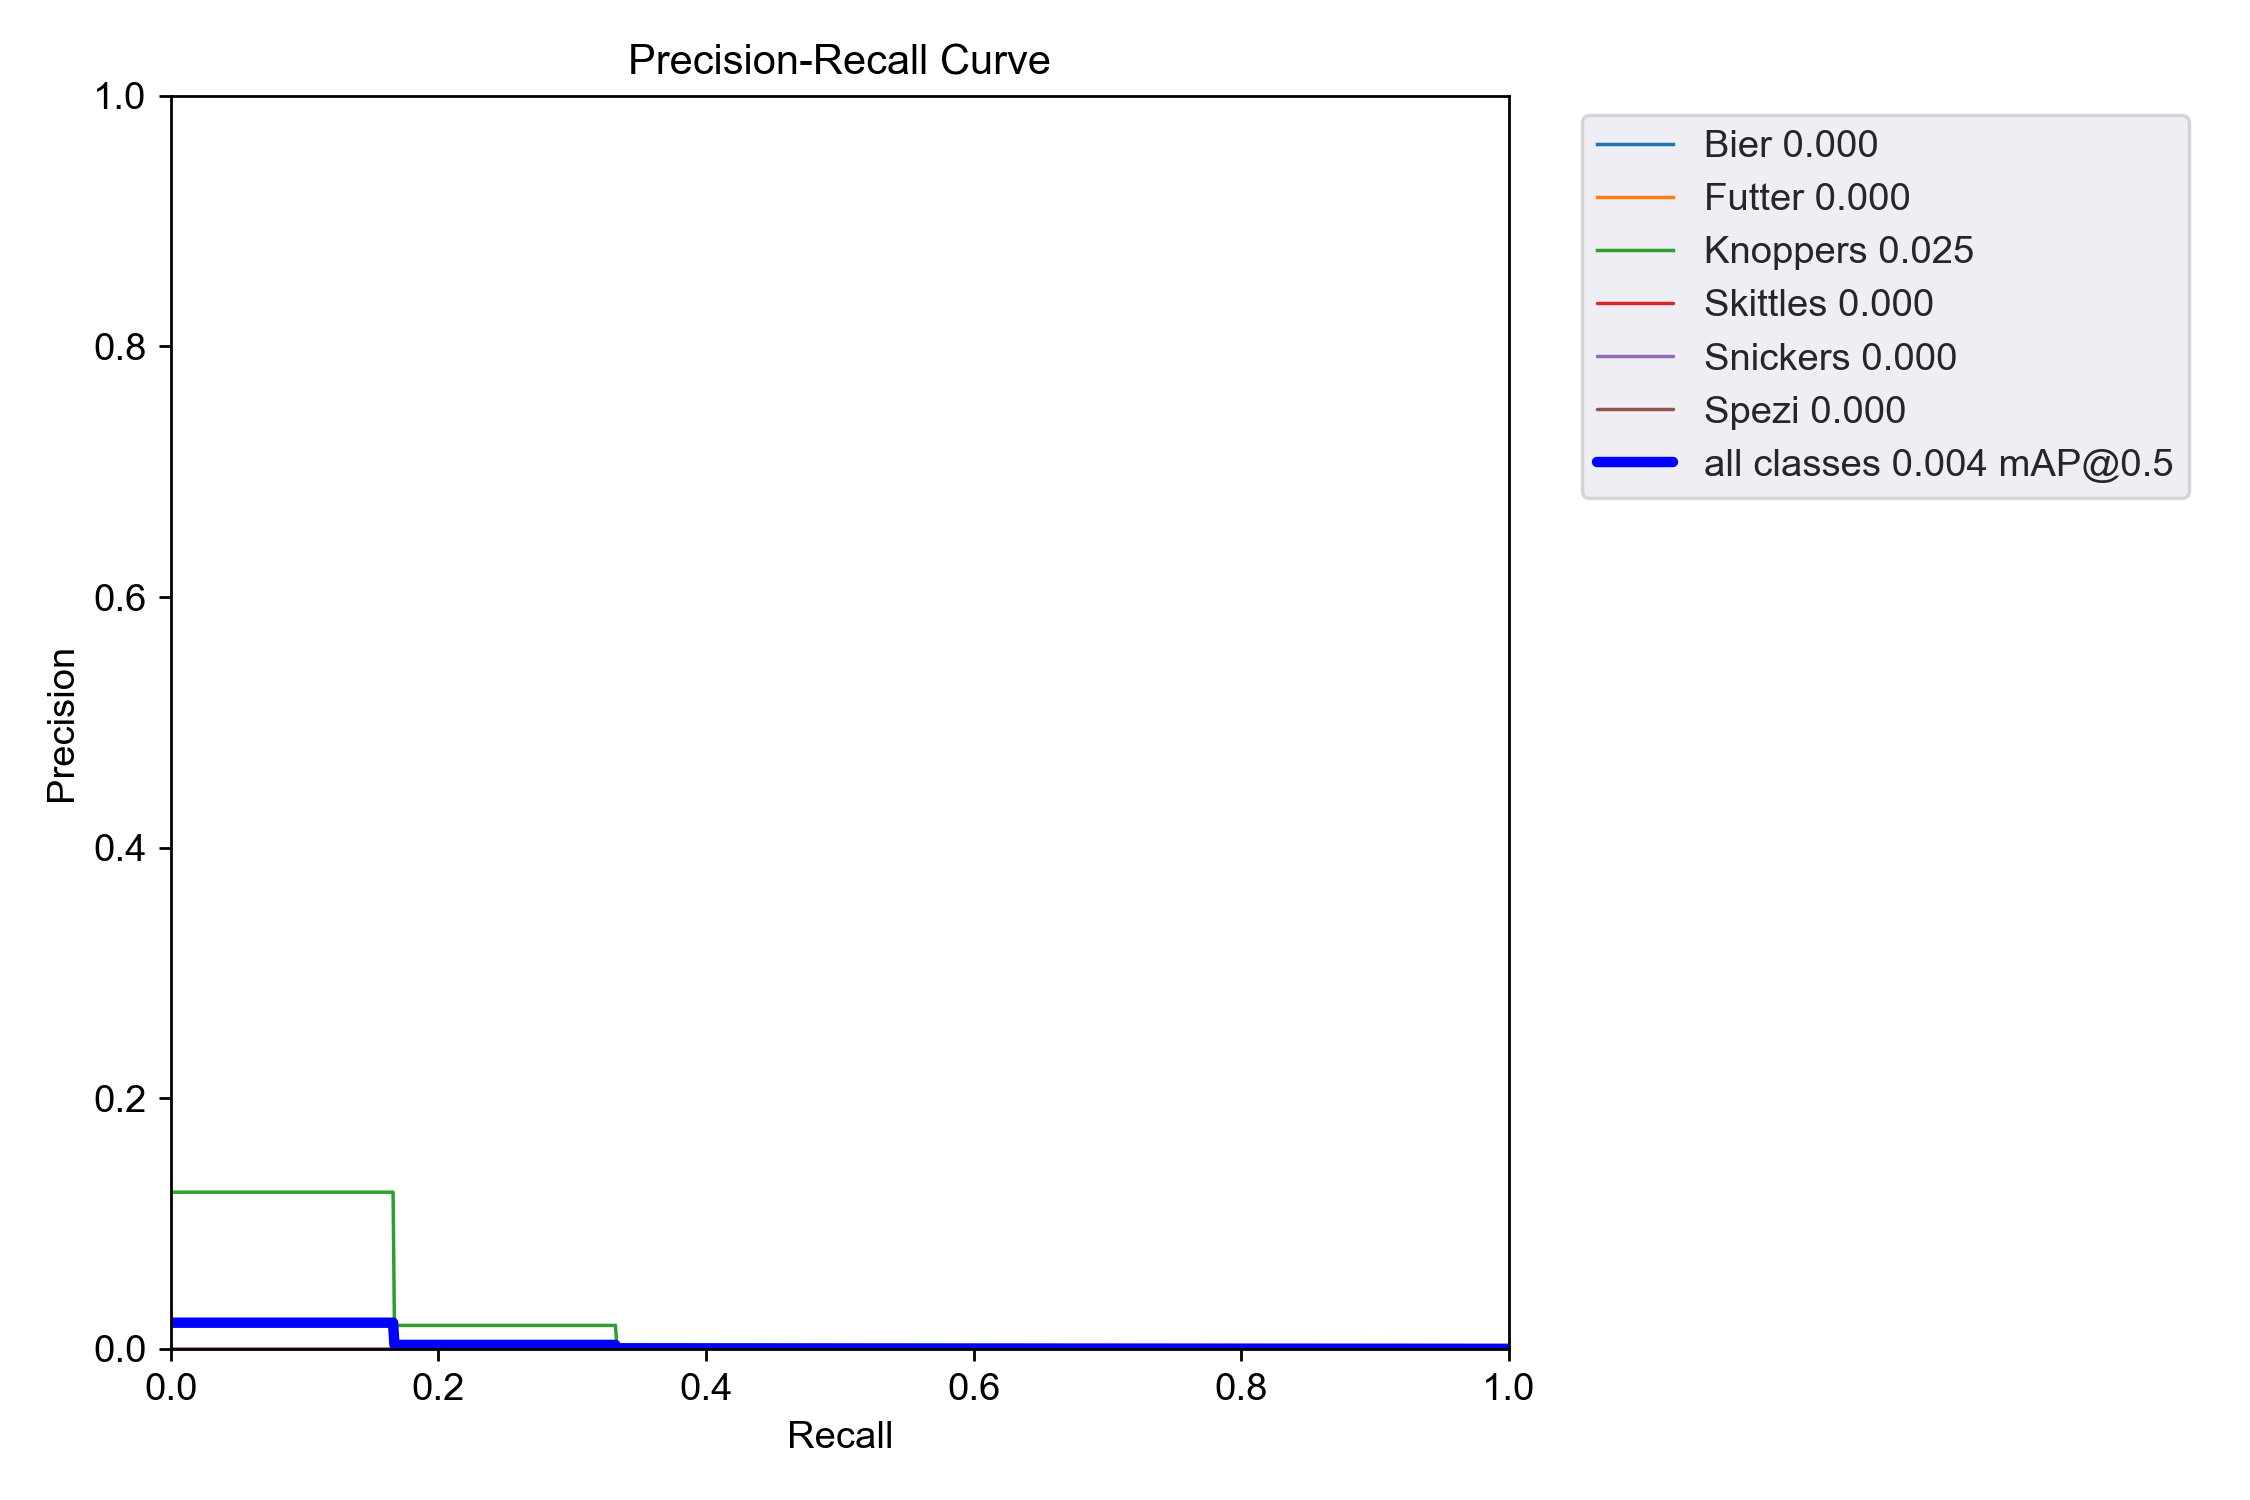 Precision-Recall Curve
1.0
0.8
0.6
0.4
0.2
0.0
Precision
0.0 0.2 0.4 0.6 0.8 1.0
Recall
Bier 0.000
Futter 0.000
Knoppers 0.025
Skittles 0.000
Snickers 0.000
Spezi 0.000
all classes 0.004 mAP@0.5